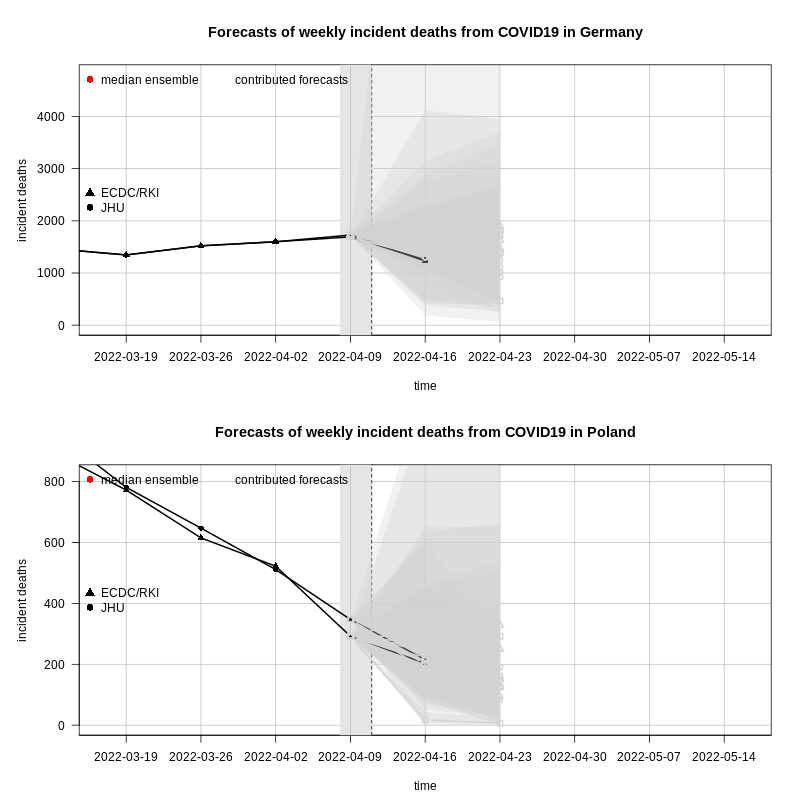 Forecasts of weekly incident deaths from COVID19 in Germany
median ensemble contributed forecasts
4000
3000
ECDC/RKI
JHU
2000
1000
0
incident deaths
2022-03-19 2022-03-26 2022-04-02 2022-04-09 2022-04-16 2022-04-23 2022-04-30 2022-05-07 2022-05-14
time
Forecasts of weekly incident deaths from COVID19 in Poland
median ensemble contributed forecasts
800
600
ECDC/RKI
400
JHU
200
0
incident deaths
2022-03-19 2022-03-26 2022-04-02 2022-04-09 2022-04-16 2022-04-23 2022-04-30 2022-05-07 2022-05-14
time